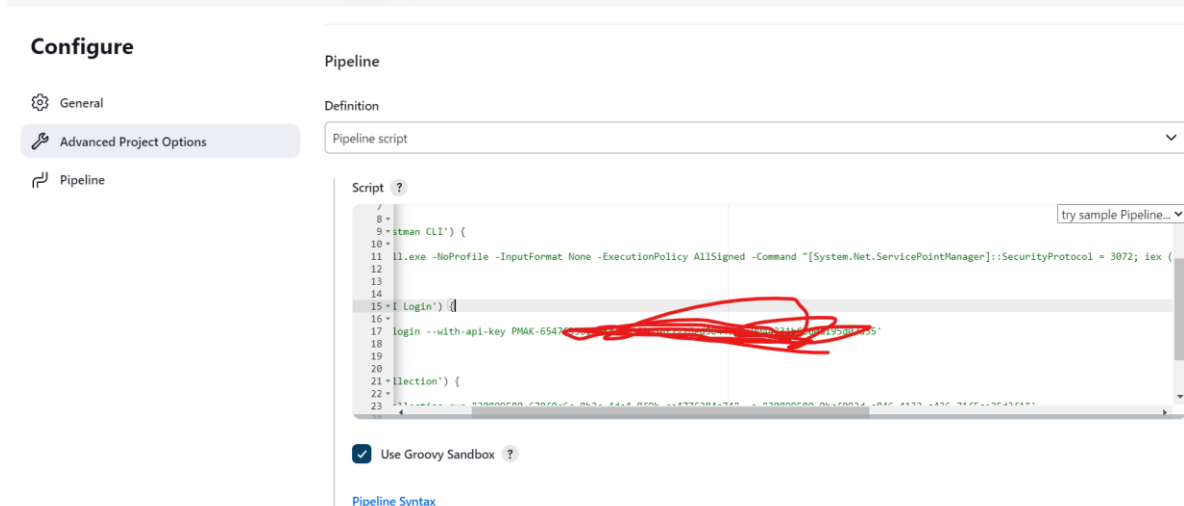 Configure
General
Advanced Project Options
Pipeline
Pipeline
Definition
Pipeline script
Script ?
try sample Pipeline...
7
8
9 stman CLI') {
10
11 ll.exe -NoProfile -InputFormat None -ExecutionPolicy AllSigned -Command "[System.Net.ServicePointManager]::SecurityProtocol = 3072; iex (
12
13
14
15 I Login') {
16
17 login --with-api-key
18
19
20
21 llection') {
22
23
Use Groovy Sandbox ?
Pipeline Syntax